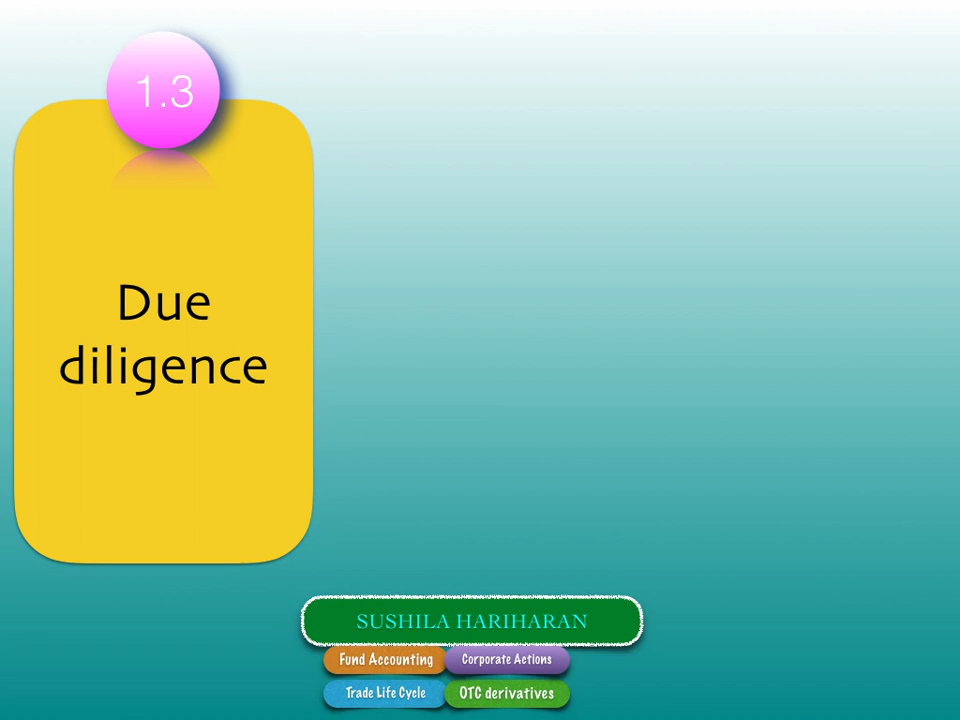 1.3
Due
diligence
SUSHILA HARIHARAN
Fund Accounting
Corporate Actions
Trade Life Cycle
OTC derivatives